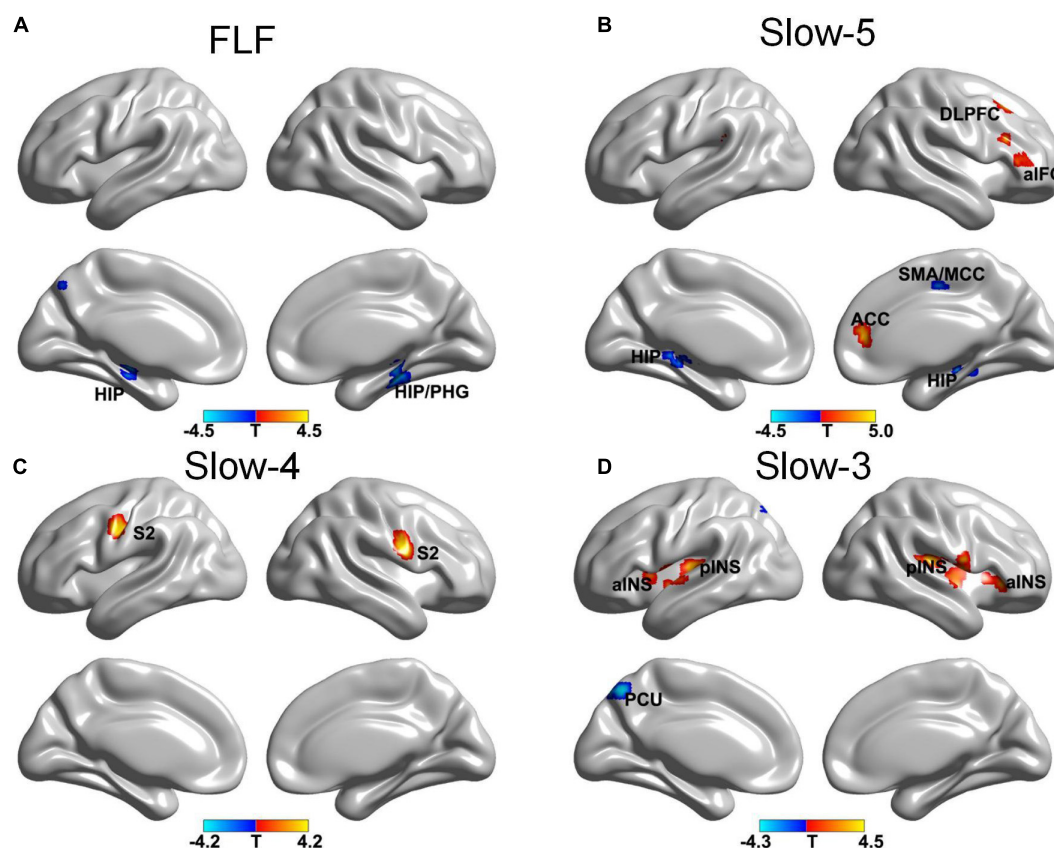 A
FLF
HIP
HIP/PHG
-4.5 T 4.5
B
Slow-5
DLPFC
aIFG
SMA/MCC
ACC
HIP
HIP
-4.5 T 5.0
C
Slow-4
S2
S2
-4.2 T 4.2
D
Slow-3
aINS
pINS
pINS
aINS
PCU
-4.3 T 4.5